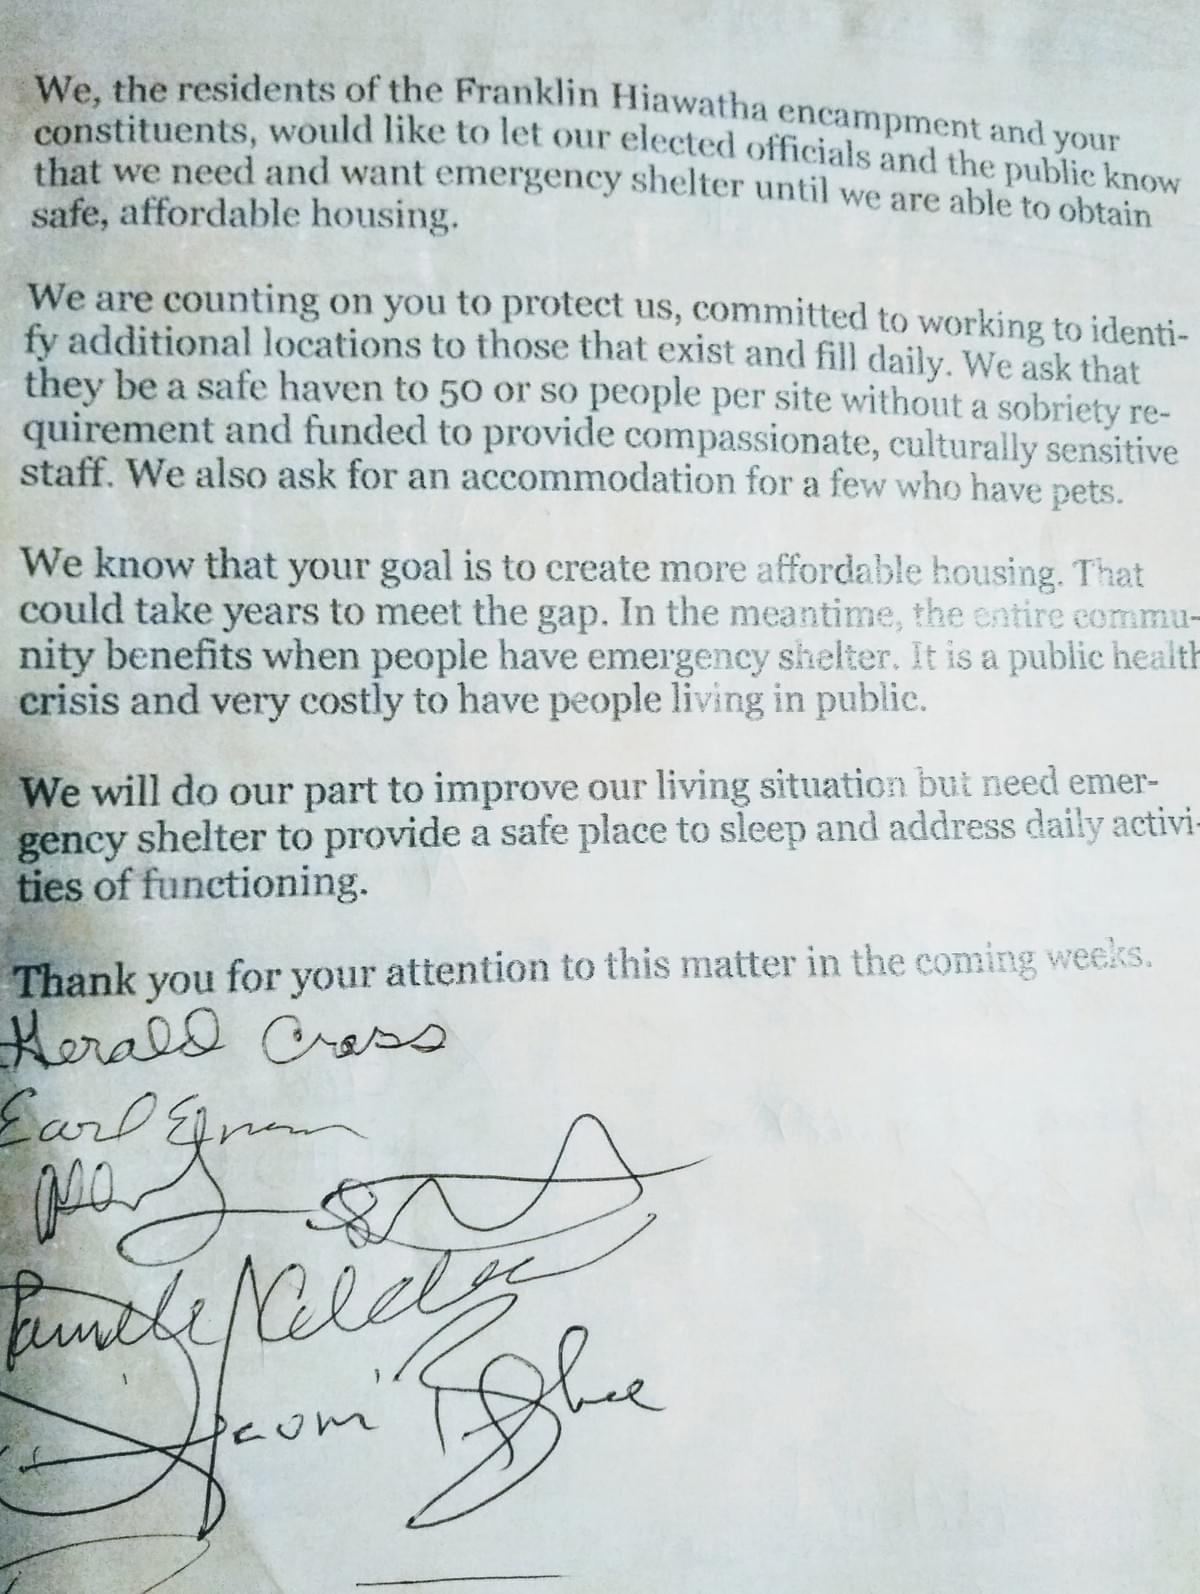 We, the residents of the Franklin Hiawatha encampment and your
constituents, would like to let our elected officials and the public know
that we need and want emergency shelter until we are able to obtain
safe, affordable housing.
We are counting on you to protect us, committed to working to identi-
fy additional locations to those that exist and fill daily. We ask that
they be a safe haven to 50 or so people per site without a sobriety re-
quirement and funded to provide compassionate, culturally sensitive
staff. We also ask for an accommodation for a few who have pets.
We know that your goal is to create more affordable housing. That
could take years to meet the gap. In the meantime, the entire commu-
nity benefits when people have emergency shelter. It is a public health
crisis and very costly to have people living in public.
We will do our part to improve our living situation but need emer-
gency shelter to provide a safe place to sleep and address daily activi-
ties of functioning.
Thank you for your attention to this matter in the coming weeks.
Herald Cross
Earl